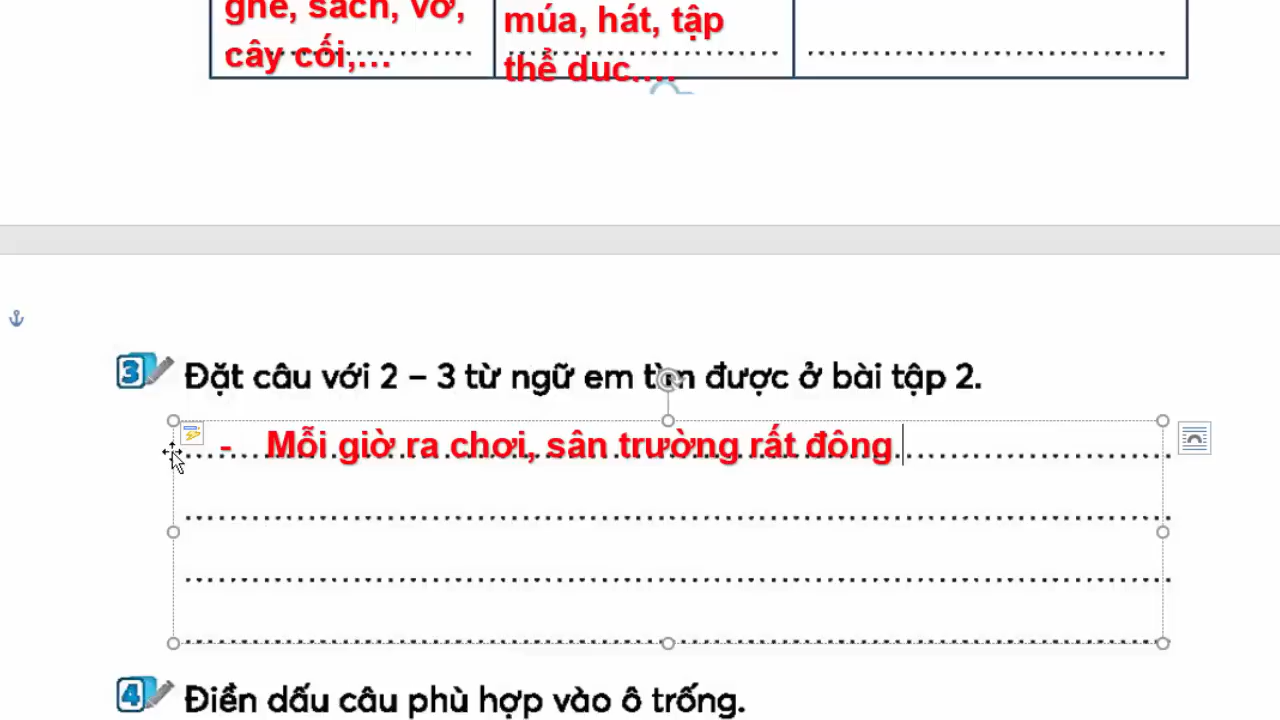 ghế, sách, vở,
cây cối,...
múa, hát, tập
thể dục....
3 Đặt câu với 2 – 3 từ ngữ em tìm được ở bài tập 2.
- Mỗi giờ ra chơi, sân trường rất đông
4 Điền dấu câu phù hợp vào ô trống.